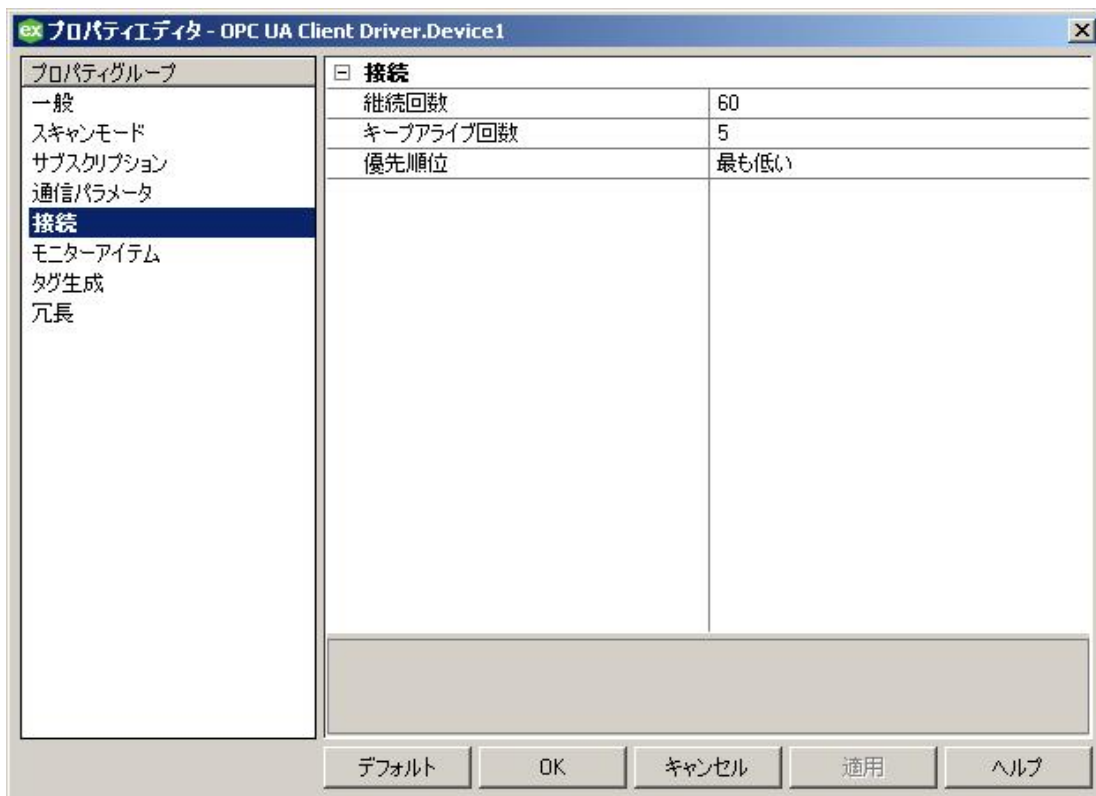 ex プロパティエディタ - OPC UA Client Driver.Device1
プロパティグループ
一般
スキャンモード
サブスクリプション
通信パラメータ
接続
モニターアイテム
タグ生成
冗長
接続
継続回数 60
キープアライブ回数 5
優先順位 最も低い
デフォルト OK キャンセル 適用 ヘルプ